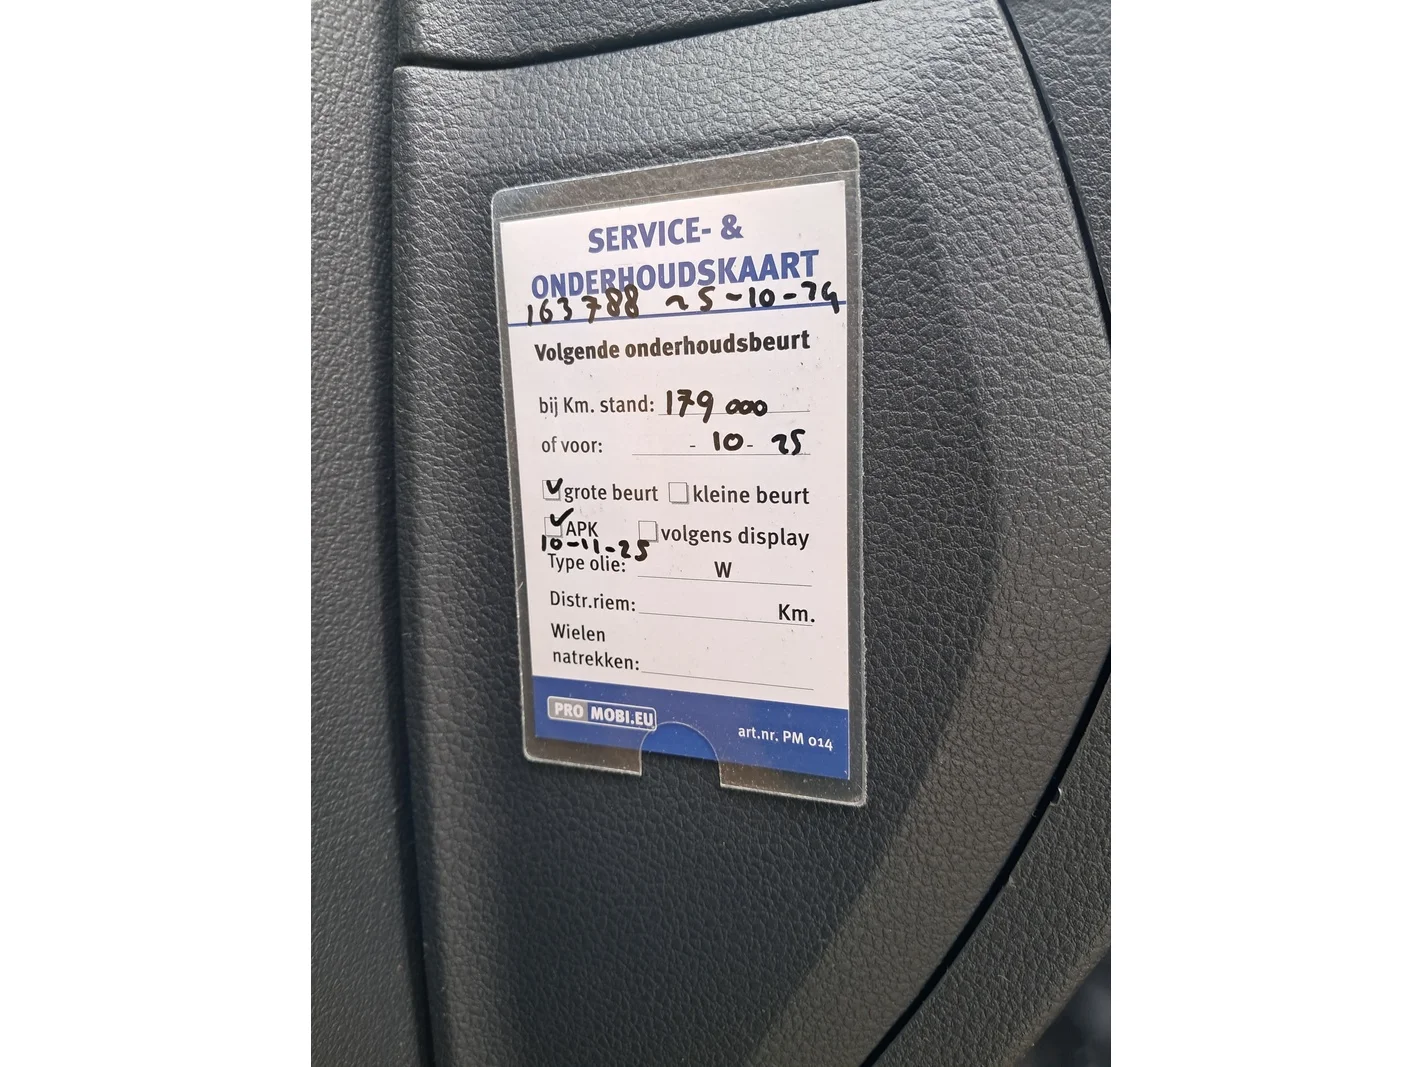 SERVICE- &
ONDERHOUDSKAART
163788 25-10-24
Volgende onderhoudsbeurt
bij Km. stand: 179 000
of voor: - 10 - 25
grote beurt kleine beurt
APK volgens display
10-11-25
Type olie: W
Distr.riem: Km.
Wielen
natrekken:
PRO MOBI.EU
art.nr. PM 014